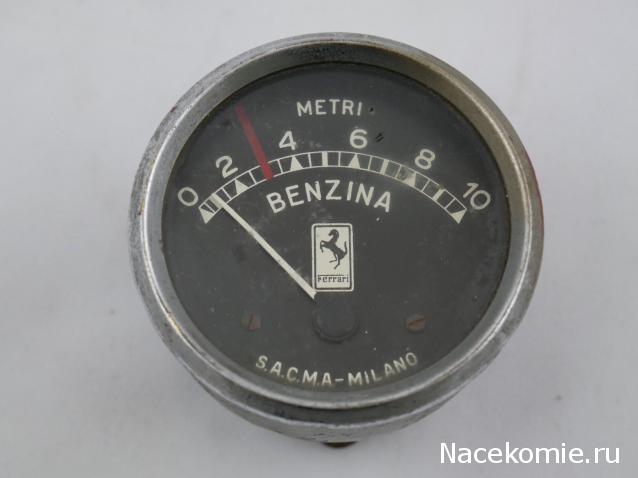 METRI
0 2 4 6 8 10
BENZINA
Ferrari
S.A.C.M.A-MILANO
Nacekomie.ru